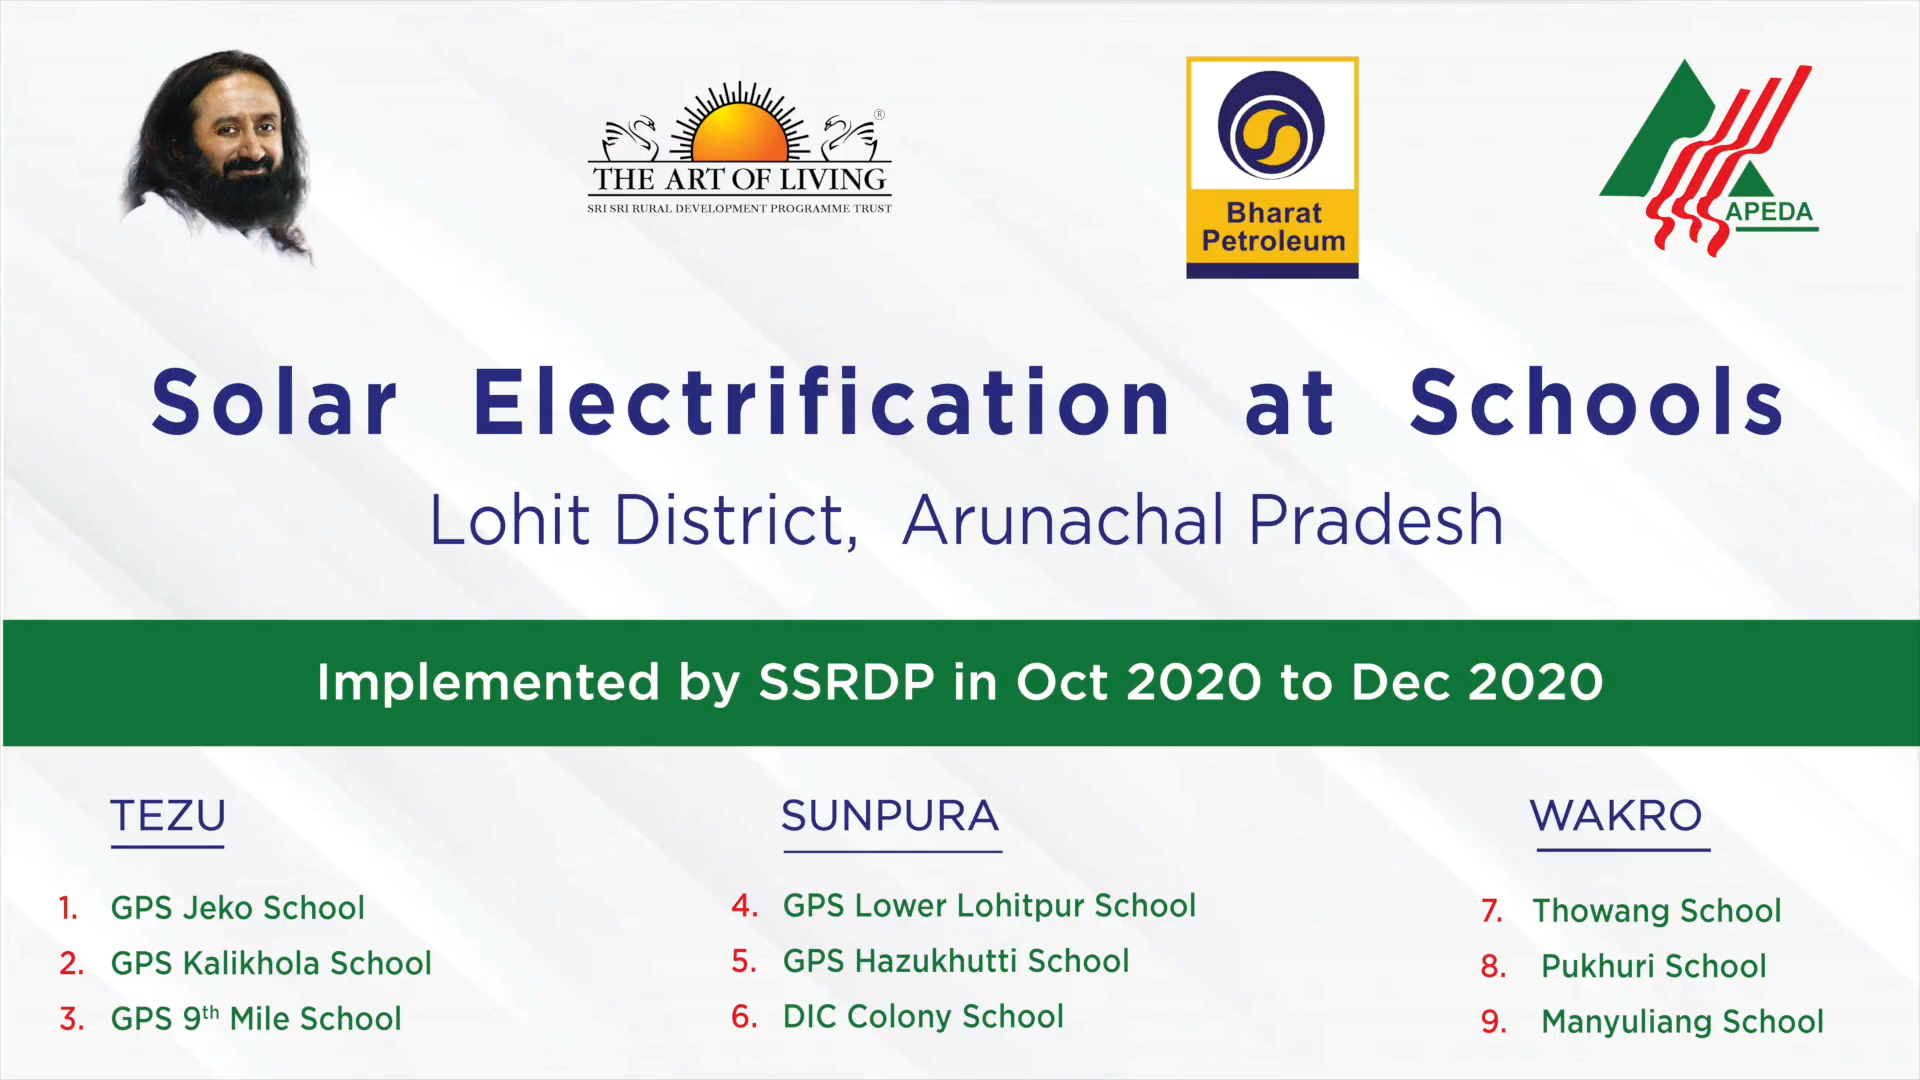 THE ART OF LIVING ®
SRI SRI RURAL DEVELOPMENT PROGRAMME TRUST
Bharat
Petroleum
APEDA
Solar Electrification at Schools
Lohit District, Arunachal Pradesh
Implemented by SSRDP in Oct 2020 to Dec 2020
TEZU
1. GPS Jeko School
2. GPS Kalikhola School
3. GPS 9th Mile School
SUNPURA
4. GPS Lower Lohitpur School
5. GPS Hazukhutti School
6. DIC Colony School
WAKRO
7. Thowang School
8. Pukhuri School
9. Manyuliang School